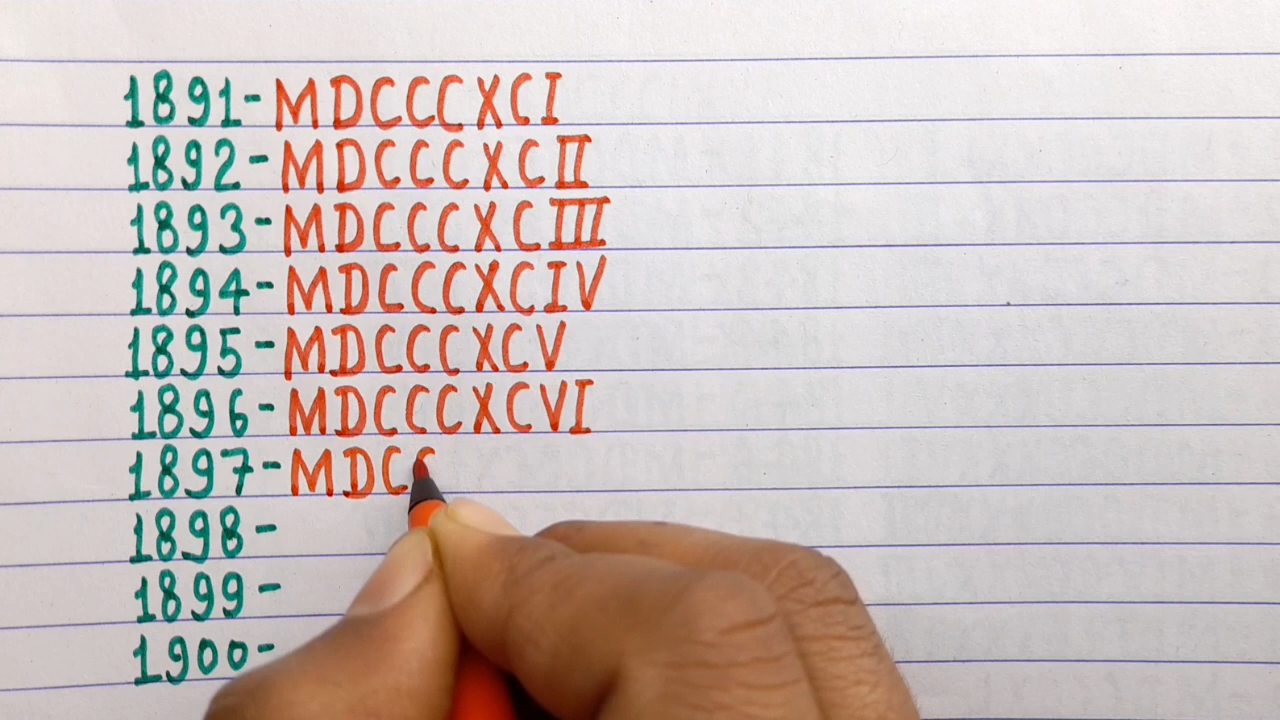 1891-MDCCCXCI
1892-MDCCCXCII
1893-MDCCCXCIII
1894-MDCCCXCIV
1895-MDCCCXCV
1896-MDCCCXCVI
1897-MDCC
1898-
1899-
1900-